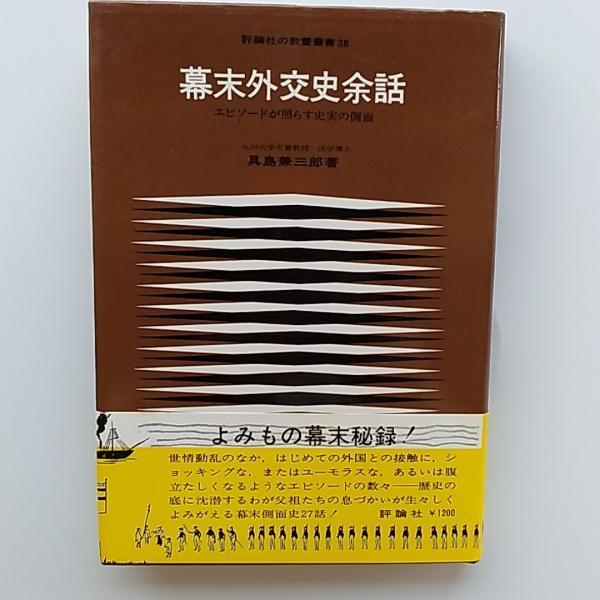 評論社の教養叢書38
幕末外交史余話
エピソードが照らす史実の側面
九州大学名誉教授 法学博士
具島兼三郎著
よみもの幕末秘録!
世情動乱のなか，はじめての外国との接触に，シ
ョッキングな，またはユーモラスな，あるいは腹
立たしくなるようなエピソードの数々——歴史の
底に沈潜するわが父祖たちの息づかいが生々しく
よみがえる幕末側面史27話! 評論社 ￥1200